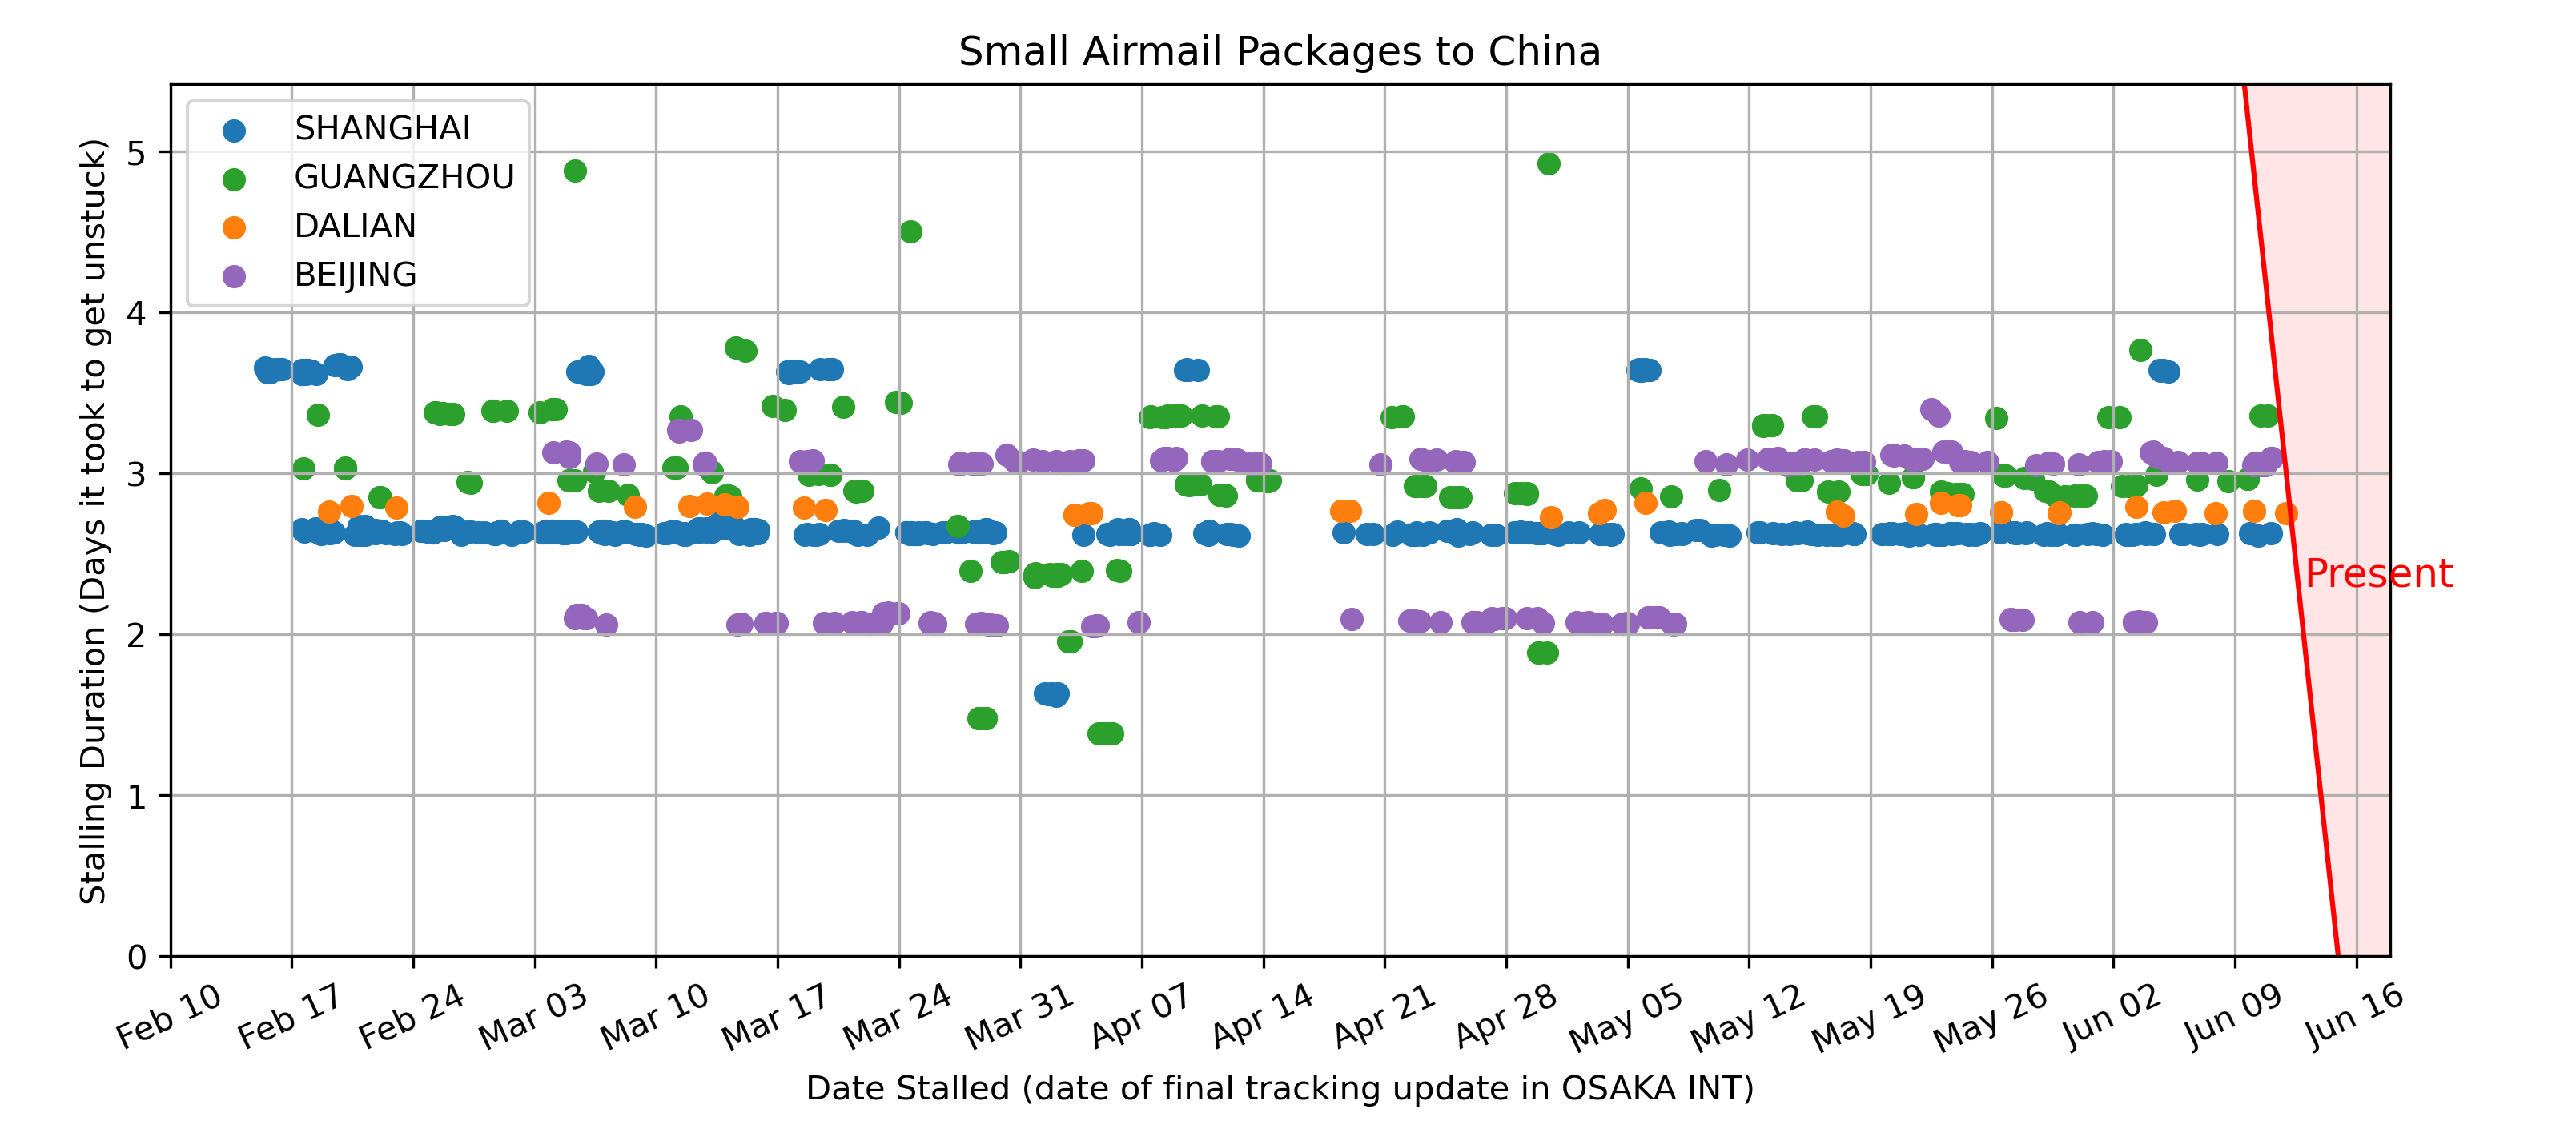 Small Airmail Packages to China
SHANGHAI
GUANGZHOU
DALIAN
BEIJING
Stalling Duration (Days it took to get unstuck)
5
4
3
2
1
0
Present
Feb 10
Feb 17
Feb 24
Mar 03
Mar 10
Mar 17
Mar 24
Mar 31
Apr 07
Apr 14
Apr 21
Apr 28
May 05
May 12
May 19
May 26
Jun 02
Jun 09
Jun 16
Date Stalled (date of final tracking update in OSAKA INT)